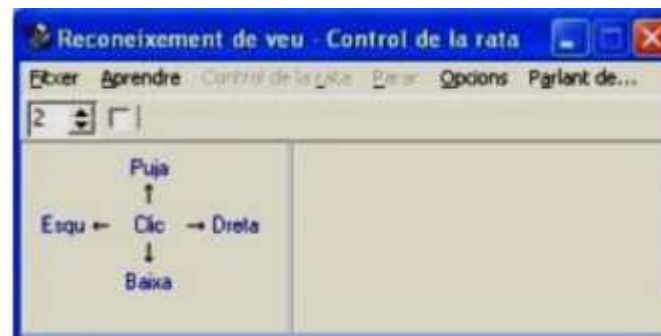 Reconeixement de veu - Control de la rata
Fitxer Aprendre Control de la rata Parar Opcions Parlant de...
2
Puja
Esqu ← Clic → Dreta
Baixa